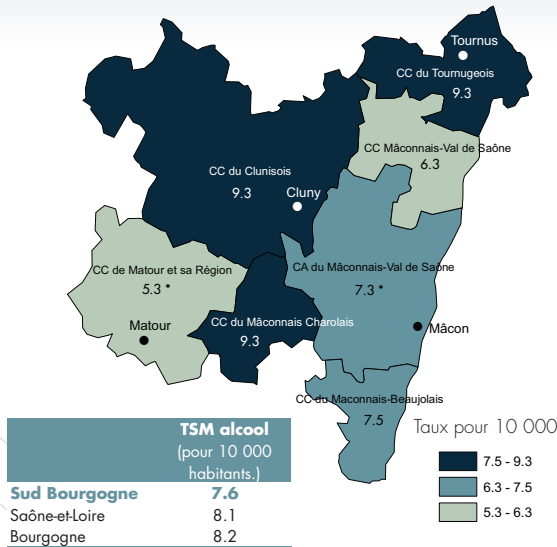 Tournus
CC du Tournugeois
9.3
CC Mâconnais-Val de Saône
6.3
CC du Clunisois
9.3
Cluny
CC de Matour et sa Région
5.3 *
Matour
CA du Mâconnais-Val de Saône
7.3 *
CC du Mâconnais Charolais
9.3
Mâcon
CC du Maconnais-Beaujolais
7.5
Taux pour 10 000
7.5 - 9.3
6.3 - 7.5
5.3 - 6.3
TSM alcool
(pour 10 000
habitants.)
Sud Bourgogne 7.6
Saône-et-Loire 8.1
Bourgogne 8.2